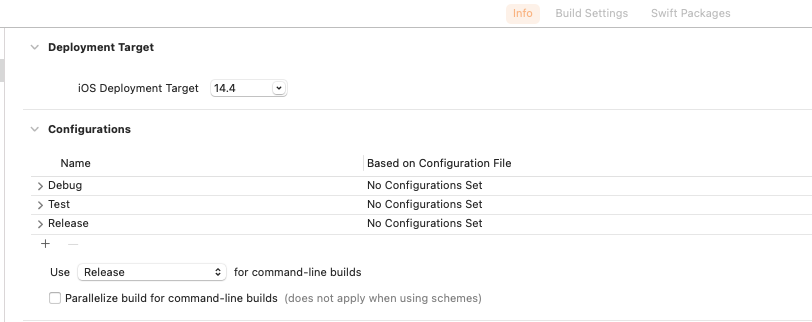 Info Build Settings Swift Packages
Deployment Target
iOS Deployment Target 14.4
Configurations
Name Based on Configuration File
Debug No Configurations Set
Test No Configurations Set
Release No Configurations Set
Use Release for command-line builds
Parallelize build for command-line builds (does not apply when using schemes)